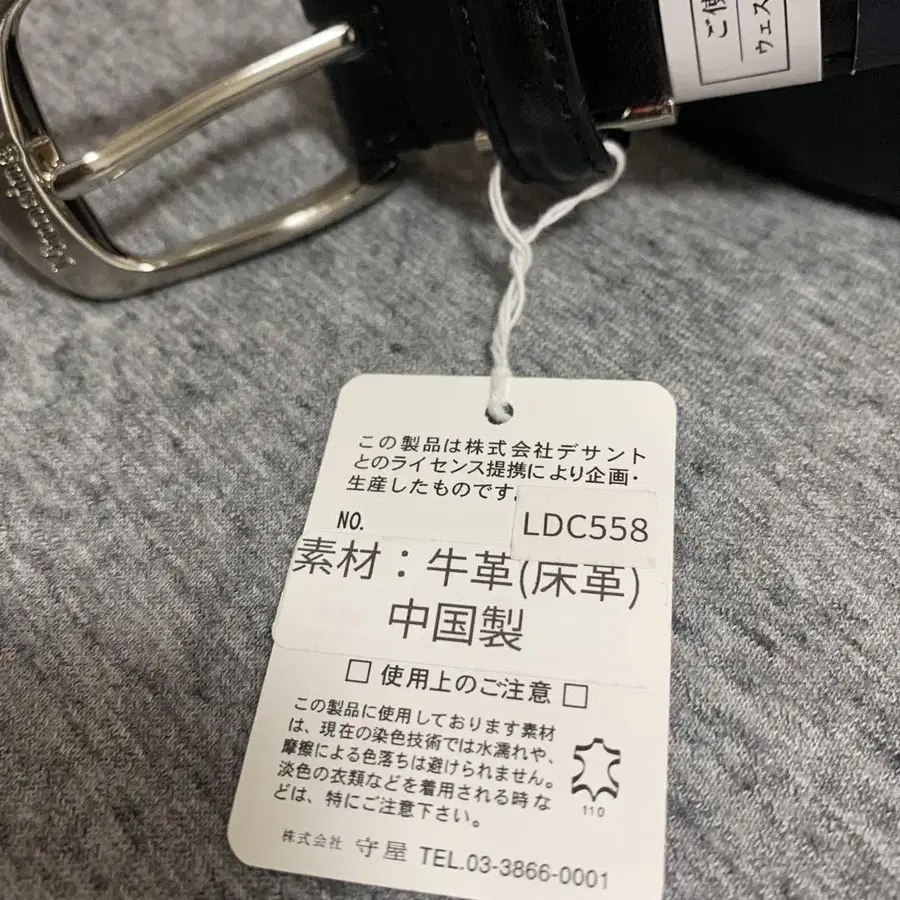 ご使
ウェス
Munsingwear
この製品は株式会社デサント
とのライセンス提携により企画・
生産したものです。
NO.
LDC558
素材：牛革(床革)
中国製
□ 使用上のご注意 □
この製品に使用しております素材
は、現在の染色技術では水濡れや、
摩擦による色落ちは避けられません。
淡色の衣類などを着用される時な
どは、特にご注意下さい。
110
株式会社 守屋 TEL.03-3866-0001